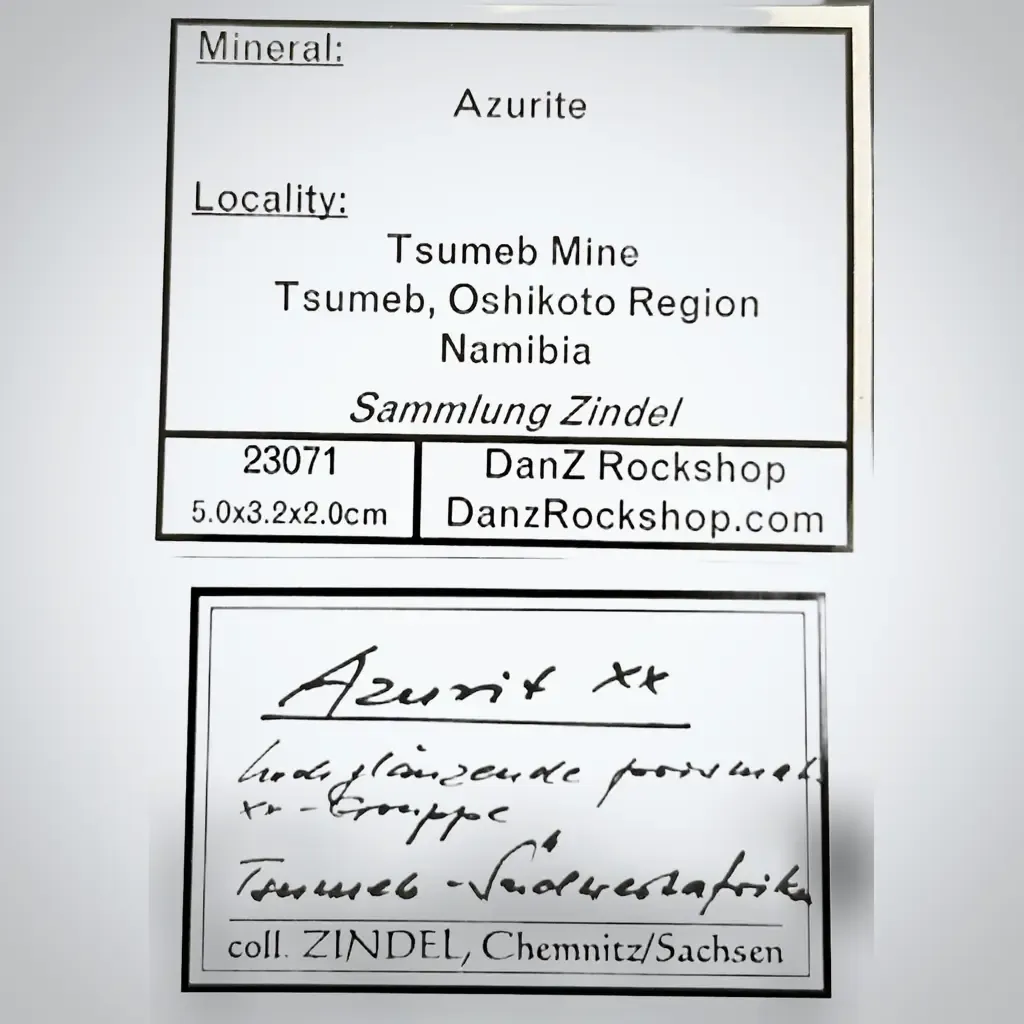 Mineral:
Azurite
Locality:
Tsumeb Mine
Tsumeb, Oshikoto Region
Namibia
Sammlung Zindel
23071
5.0x3.2x2.0cm
DanZ Rockshop
DanzRockshop.com
Azurit xx
hochglänzende prismat.
xx-Gruppe
Tsumeb - Südwestafrika
coll. ZINDEL, Chemnitz/Sachsen